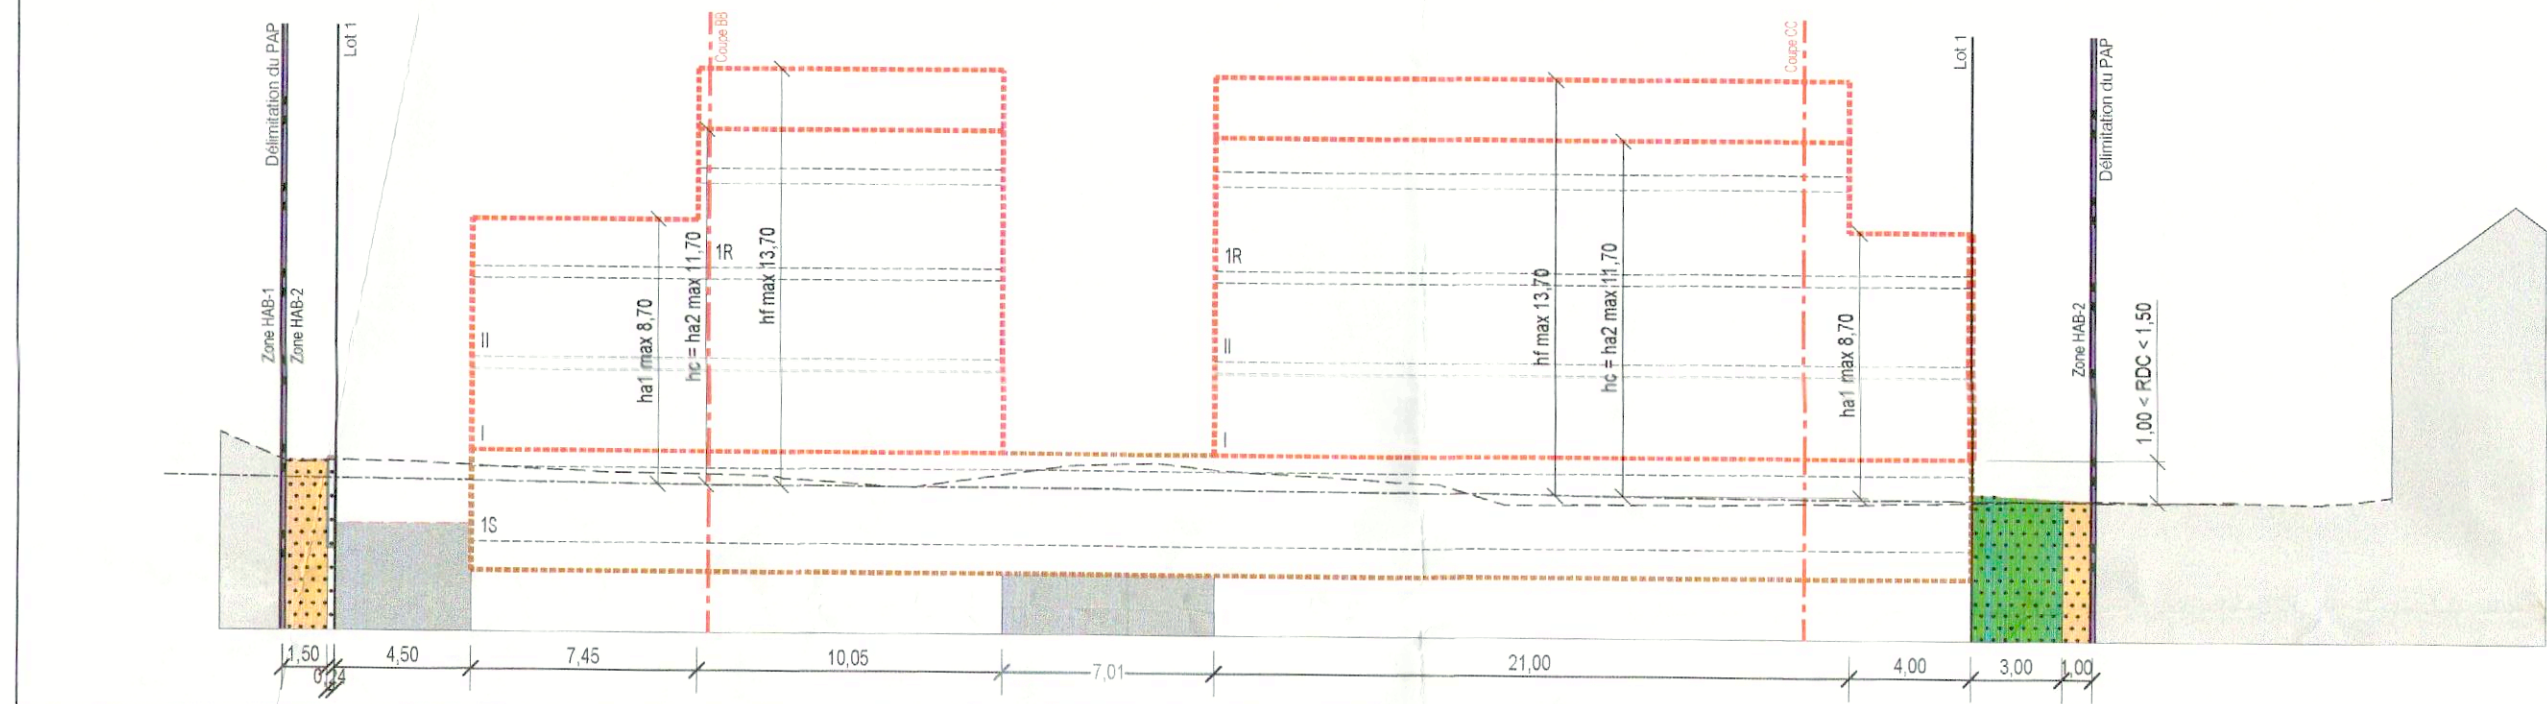 Délimitation du PAP
Lot 1
Coupe BB
Coupe CC
Lot 1
Délimitation du PAP
Zone HAB-1
Zone HAB-2
ha1 max 8,70
hc = ha2 max 11,70
1R
hf max 13,70
1R
hf max 13,70
hc = ha2 max 11,70
ha1 max 8,70
Zone HAB-2
1,00 < RDC < 1,50
II
I
II
I
1S
1,50
4,50
7,45
10,05
7,01
21,00
4,00
3,00
1,00